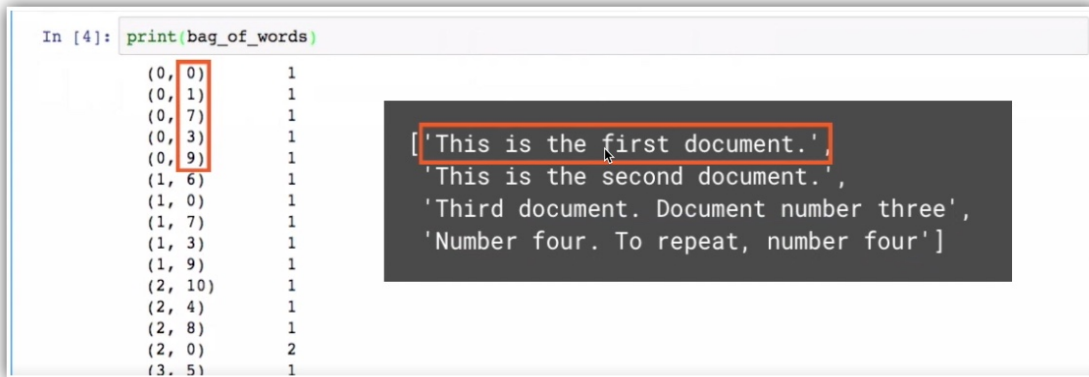 In [4]: print(bag_of_words)
(0, 0) 1
(0, 1) 1
(0, 7) 1
(0, 3) 1
(0, 9) 1
(1, 6) 1
(1, 0) 1
(1, 7) 1
(1, 3) 1
(1, 9) 1
(2, 10) 1
(2, 4) 1
(2, 8) 1
(2, 0) 2
(3, 5) 1
['This is the first document.',
'This is the second document.',
'Third document. Document number three',
'Number four. To repeat, number four']